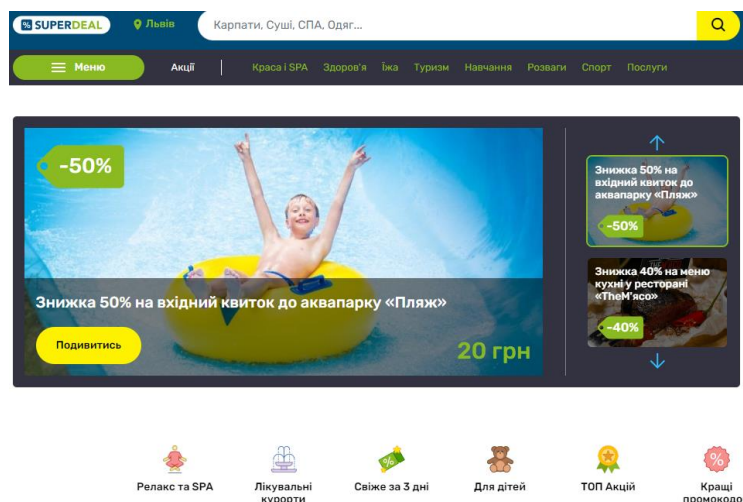 % SUPERDEAL
Львів
Карпати, Суші, СПА, Одяг...
Меню
Акції
Краса і SPA
Здоров'я
Їжа
Туризм
Навчання
Розваги
Спорт
Послуги
-50%
Знижка 50% на вхідний квиток до аквапарку «Пляж»
Подивитись
20 грн
Знижка 50% на
вхідний квиток до
аквапарку «Пляж»
-50%
Знижка 40% на меню
кухні у ресторані
«TheМ'ясо»
-40%
Релакс та SPA
Лікувальні
курорти
Свіже за 3 дні
Для дітей
ТОП Акцій
Кращі
промокодо